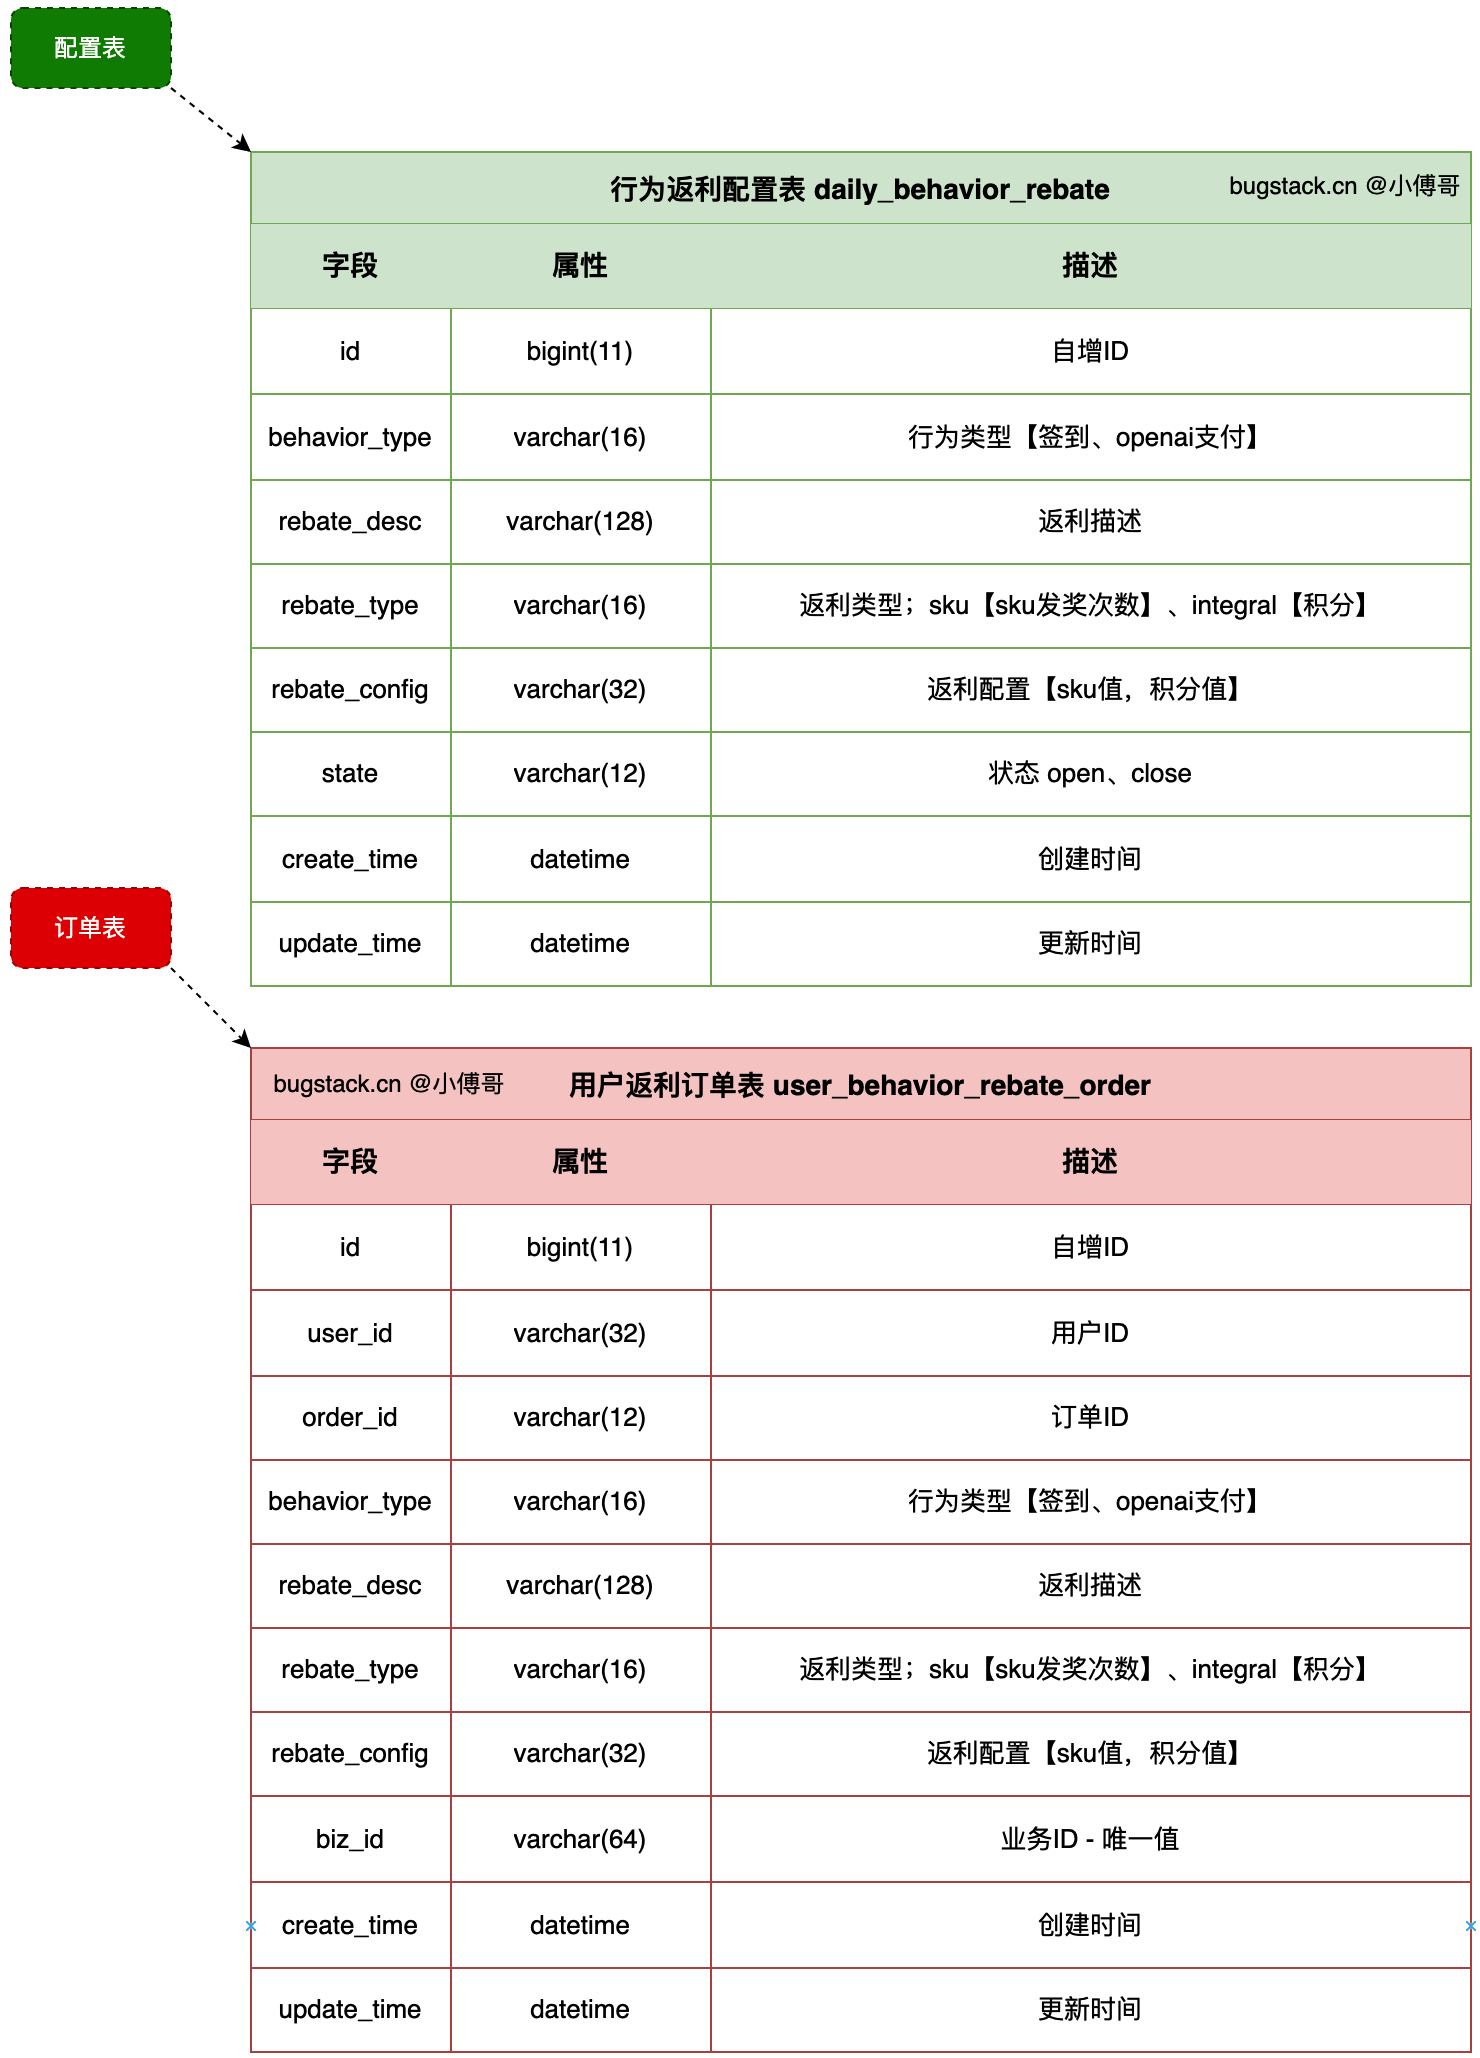 配置表
行为返利配置表 daily_behavior_rebate bugstack.cn @小傅哥
字段 属性 描述
id bigint(11) 自增ID
behavior_type varchar(16) 行为类型【签到、openai支付】
rebate_desc varchar(128) 返利描述
rebate_type varchar(16) 返利类型；sku【sku发奖次数】、integral【积分】
rebate_config varchar(32) 返利配置【sku值，积分值】
state varchar(12) 状态 open、close
create_time datetime 创建时间
update_time datetime 更新时间
订单表
bugstack.cn @小傅哥 用户返利订单表 user_behavior_rebate_order
字段 属性 描述
id bigint(11) 自增ID
user_id varchar(32) 用户ID
order_id varchar(12) 订单ID
behavior_type varchar(16) 行为类型【签到、openai支付】
rebate_desc varchar(128) 返利描述
rebate_type varchar(16) 返利类型；sku【sku发奖次数】、integral【积分】
rebate_config varchar(32) 返利配置【sku值，积分值】
biz_id varchar(64) 业务ID - 唯一值
create_time datetime 创建时间
update_time datetime 更新时间